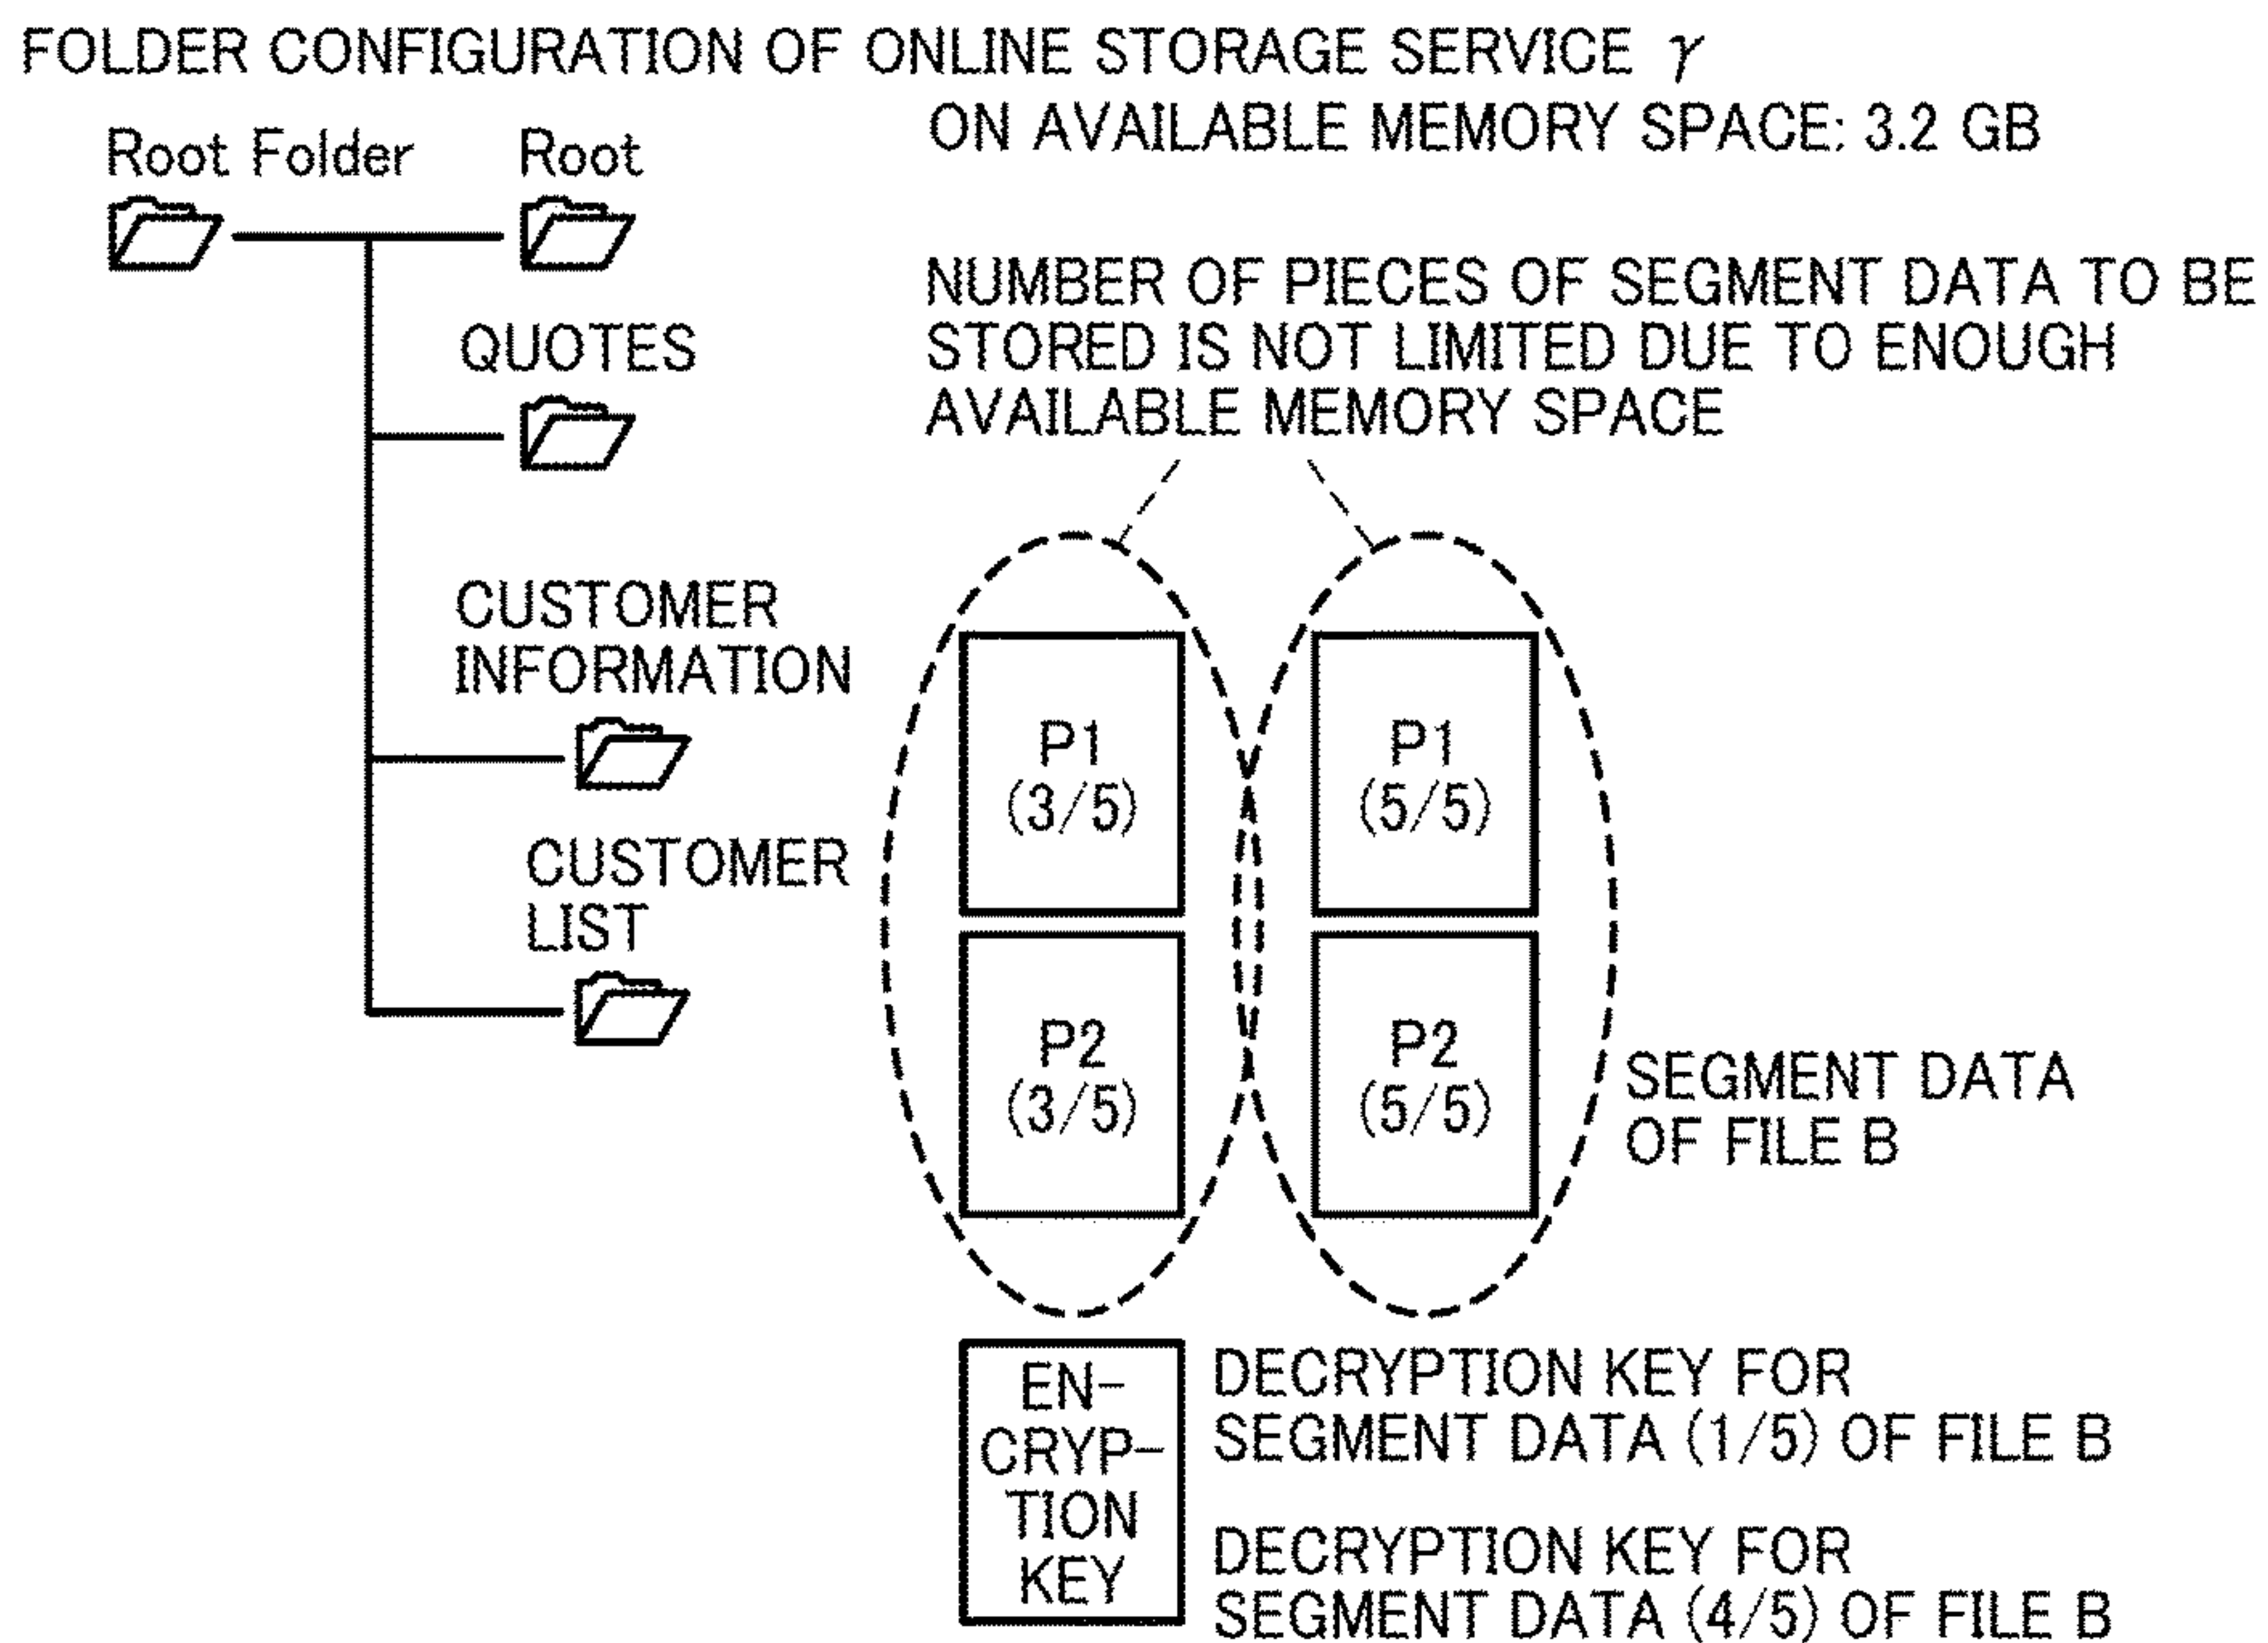 FOLDER CONFIGURATION OF ONLINE STORAGE SERVICE γ
ON AVAILABLE MEMORY SPACE: 3.2 GB
Root Folder
Root
QUOTES
CUSTOMER
INFORMATION
CUSTOMER
LIST
NUMBER OF PIECES OF SEGMENT DATA TO BE
STORED IS NOT LIMITED DUE TO ENOUGH
AVAILABLE MEMORY SPACE
P1
(3/5)
P1
(5/5)
P2
(3/5)
P2
(5/5)
SEGMENT DATA
OF FILE B
EN-
CRYP-
TION
KEY
DECRYPTION KEY FOR
SEGMENT DATA (1/5) OF FILE B
DECRYPTION KEY FOR
SEGMENT DATA (4/5) OF FILE B